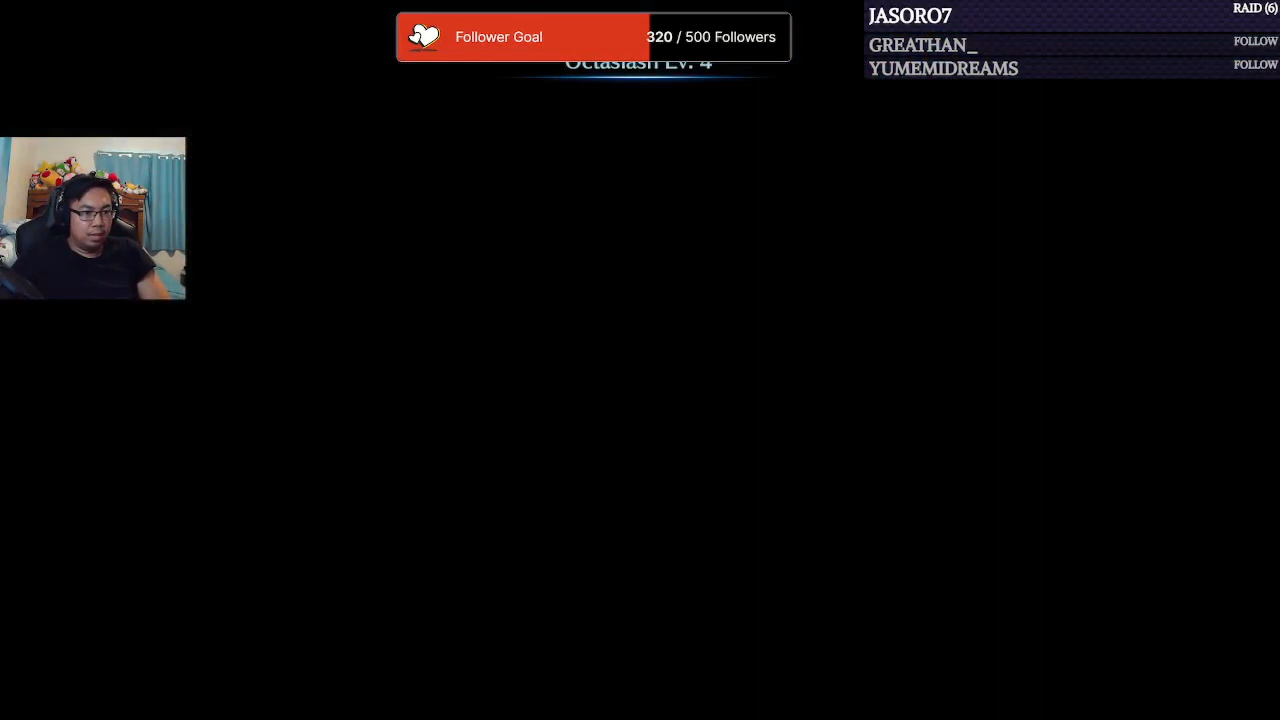 Follower Goal
320 / 500 Followers
Octaslash Lv. 4
JASORO7
RAID (6)
GREATHAN_
FOLLOW
YUMEMIDREAMS
FOLLOW